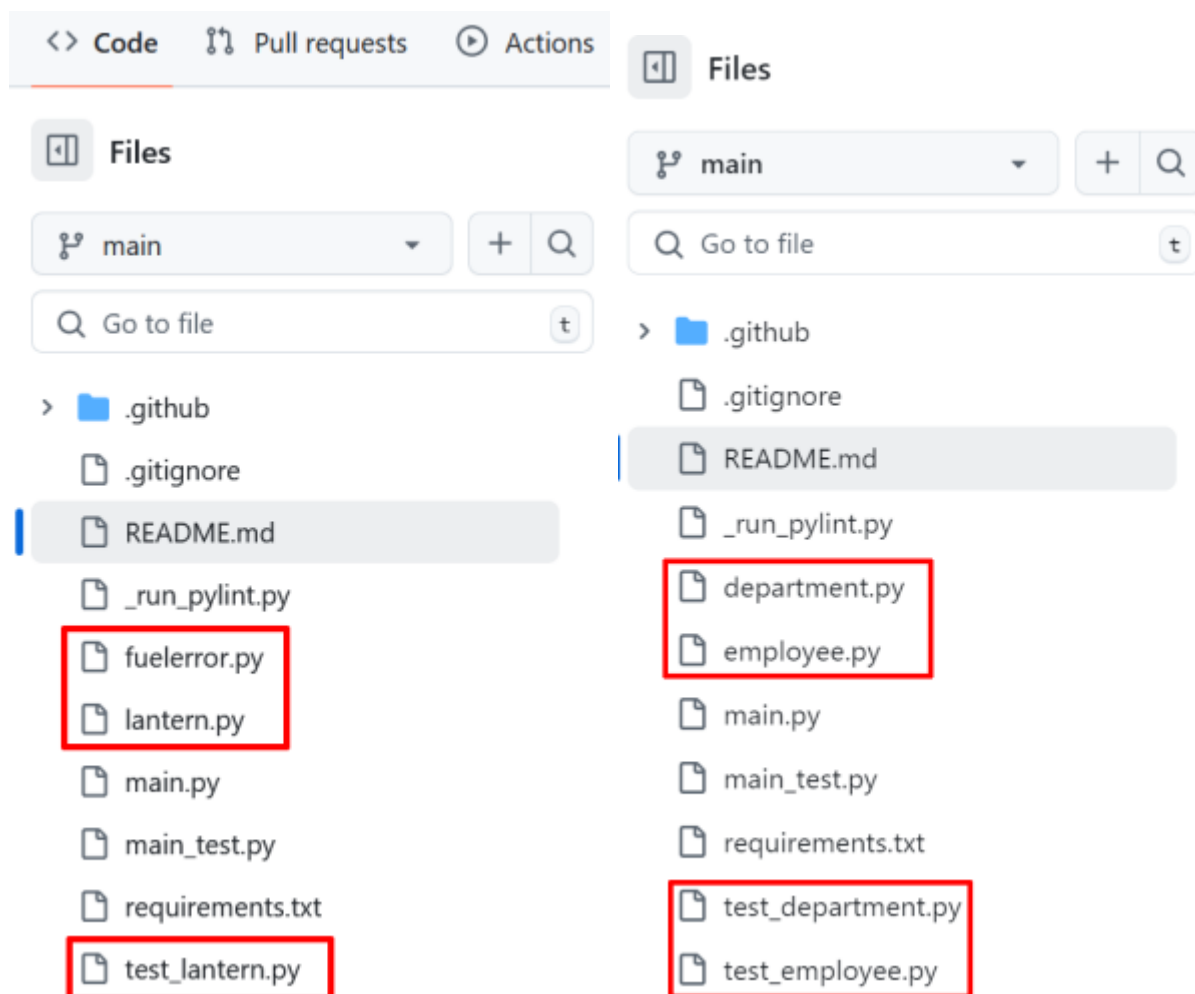 Code Pull requests Actions
Files
main
Go to file t
.github
.gitignore
README.md
_run_pylint.py
fuelerror.py
lantern.py
main.py
main_test.py
requirements.txt
test_lantern.py
Files
main
Go to file t
.github
.gitignore
README.md
_run_pylint.py
department.py
employee.py
main.py
main_test.py
requirements.txt
test_department.py
test_employee.py